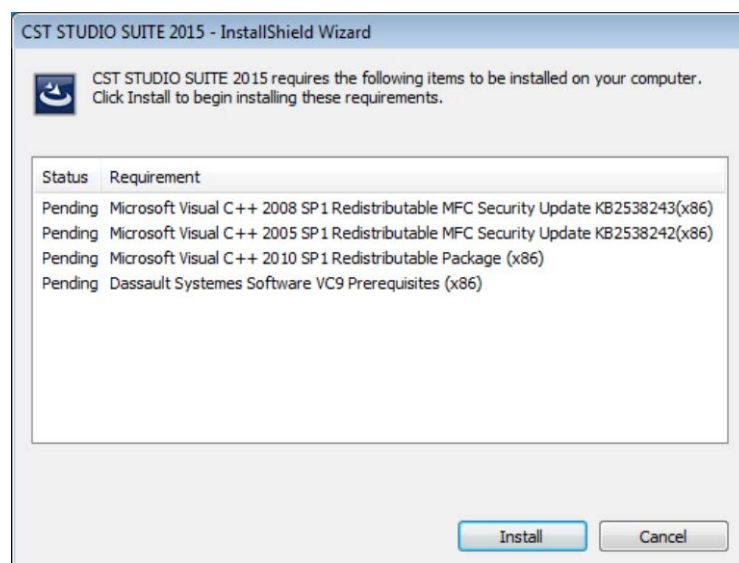 CST STUDIO SUITE 2015 - InstallShield Wizard
CST STUDIO SUITE 2015 requires the following items to be installed on your computer.
Click Install to begin installing these requirements.
Status Requirement
Pending Microsoft Visual C++ 2008 SP1 Redistributable MFC Security Update KB2538243(x86)
Pending Microsoft Visual C++ 2005 SP1 Redistributable MFC Security Update KB2538242(x86)
Pending Microsoft Visual C++ 2010 SP1 Redistributable Package (x86)
Pending Dassault Systemes Software VC9 Prerequisites (x86)
Install Cancel